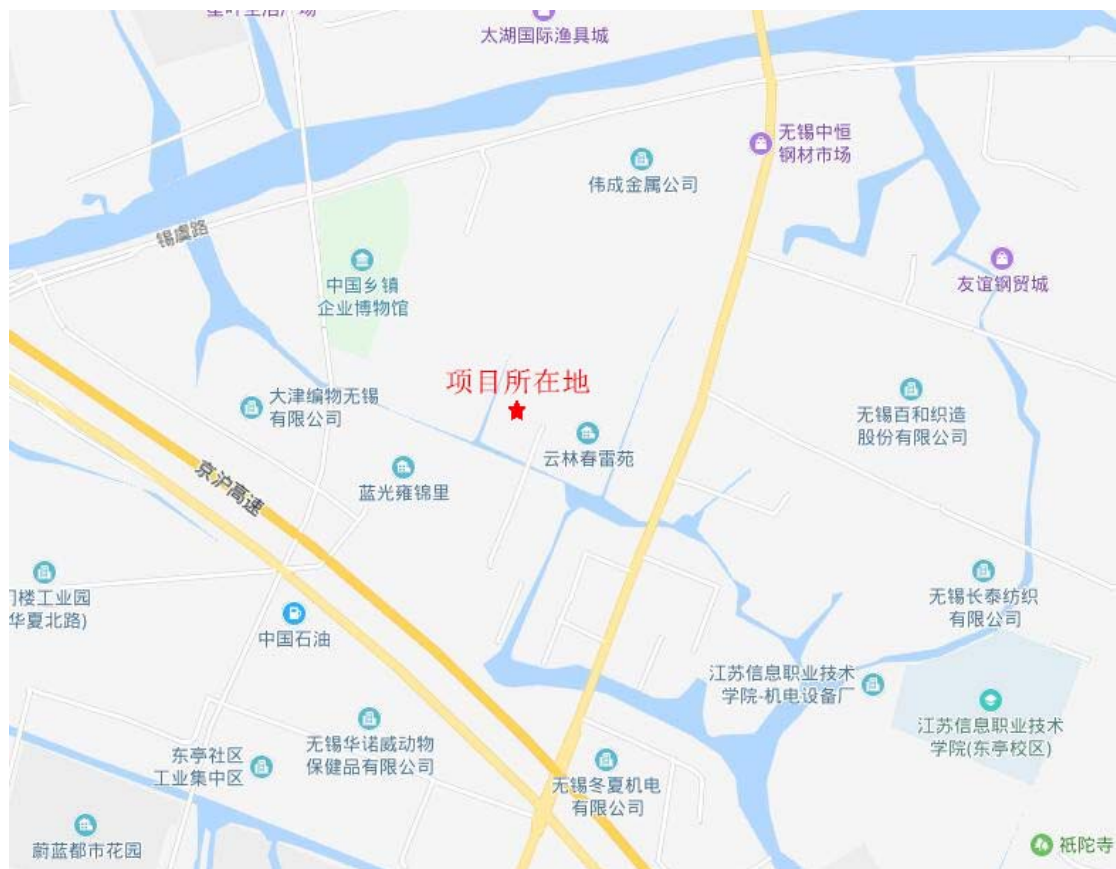 太湖国际渔具城
无锡中恒
钢材市场
伟成金属公司
锡虞路
中国乡镇
企业博物馆
友谊钢贸城
项目所在地
大津编物无锡
有限公司
无锡百和织造
股份有限公司
云林春雷苑
蓝光雍锦里
京沪高速
楼工业园
华夏北路)
中国石油
无锡长泰纺织
有限公司
江苏信息职业技术
学院-机电设备厂
江苏信息职业技术
学院(东亭校区)
无锡华诺威动物
保健品有限公司
东亭社区
工业集中区
无锡冬夏机电
有限公司
蔚蓝都市花园
祇陀寺